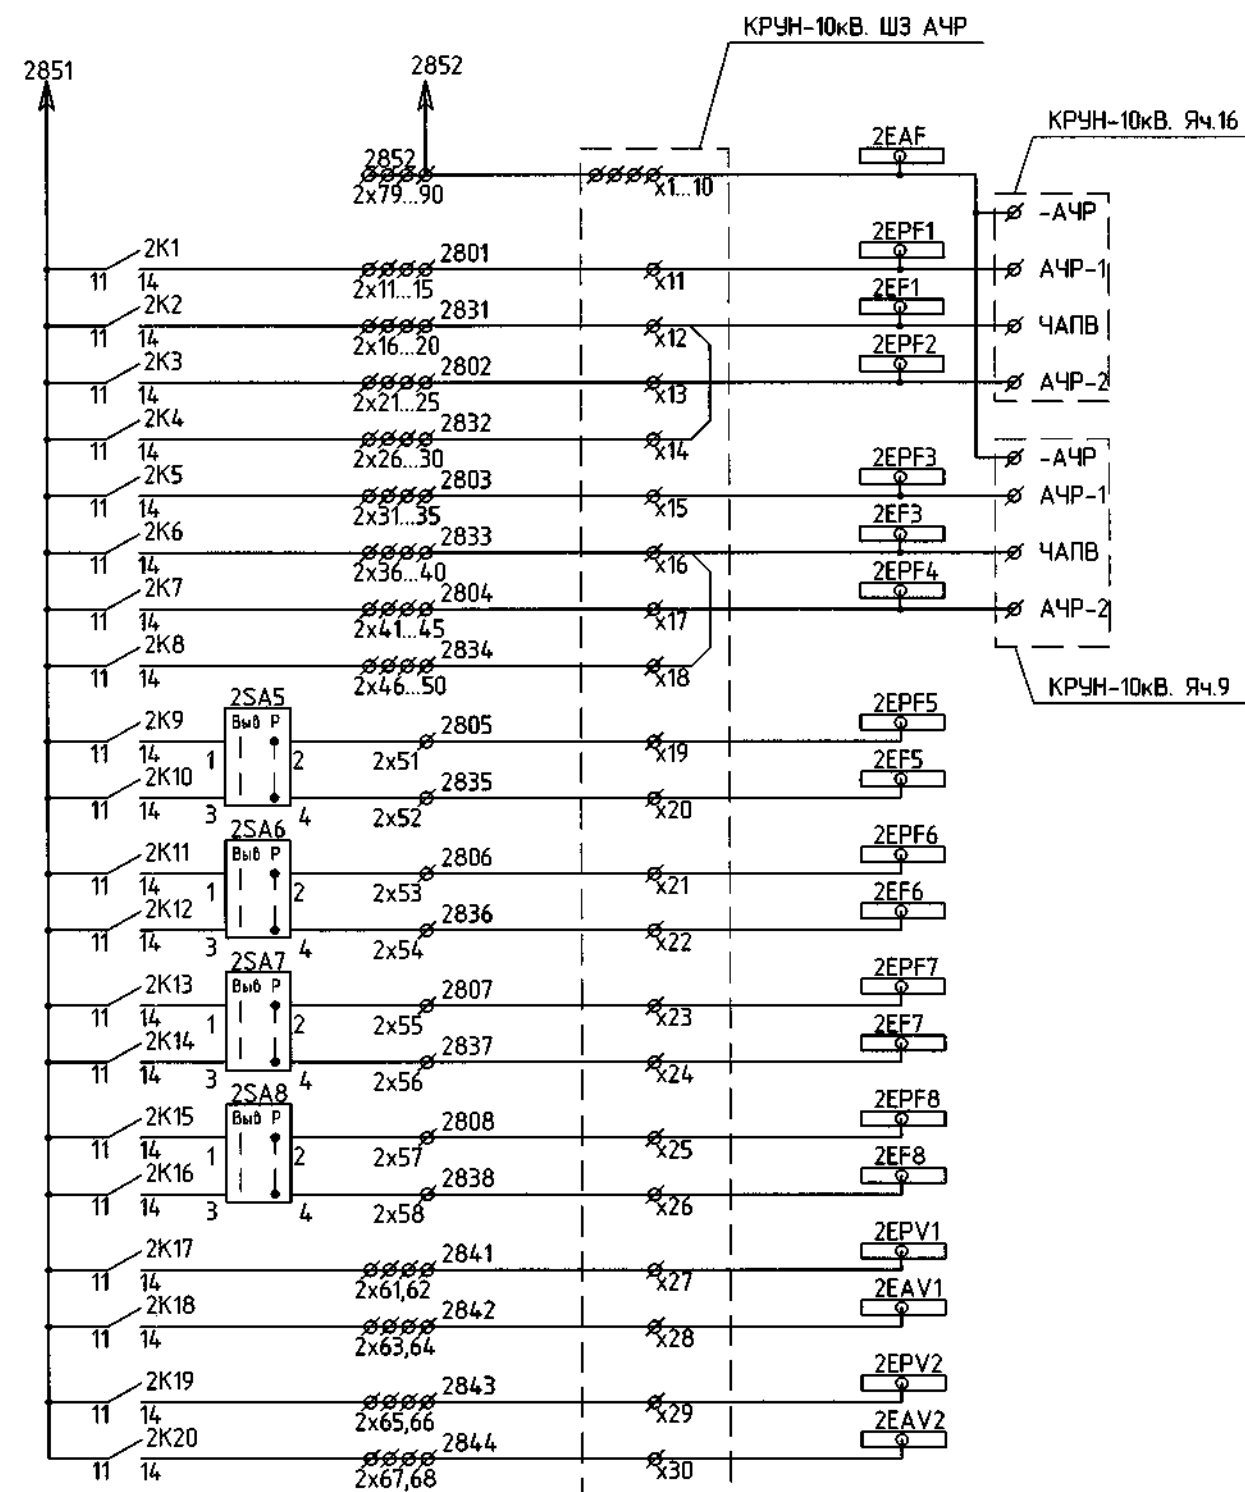 КРУН-10кВ. ШЗ АЧР
2851
2852
КРУН-10кВ. Яч.16
2EAF
2852
2x79...90
x1...10
-АЧР
2K1
11
14
2801
2x11...15
x11
2EPF1
АЧР-1
2K2
11
14
2831
2x16...20
x12
2EF1
ЧАПВ
2K3
11
14
2802
2x21...25
x13
2EPF2
АЧР-2
2K4
11
14
2832
2x26...30
x14
-АЧР
2K5
11
14
2803
2x31...35
x15
2EPF3
АЧР-1
2K6
11
14
2833
2x36...40
x16
2EF3
ЧАПВ
2K7
11
14
2804
2x41...45
x17
2EPF4
АЧР-2
2K8
11
14
2834
2x46...50
x18
КРУН-10кВ. Яч.9
2SA5
Выв Р
2K9
11
14
1
2
2805
2x51
x19
2EPF5
2K10
11
14
3
4
2835
2x52
x20
2EF5
2SA6
Выв Р
2K11
11
14
1
2
2806
2x53
x21
2EPF6
2K12
11
14
3
4
2836
2x54
x22
2EF6
2SA7
Выв Р
2K13
11
14
1
2
2807
2x55
x23
2EPF7
2K14
11
14
3
4
2837
2x56
x24
2EF7
2SA8
Выв Р
2K15
11
14
1
2
2808
2x57
x25
2EPF8
2K16
11
14
3
4
2838
2x58
x26
2EF8
2K17
11
14
2841
2x61,62
x27
2EPV1
2K18
11
14
2842
2x63,64
x28
2EAV1
2K19
11
14
2843
2x65,66
x29
2EPV2
2K20
11
14
2844
2x67,68
x30
2EAV2